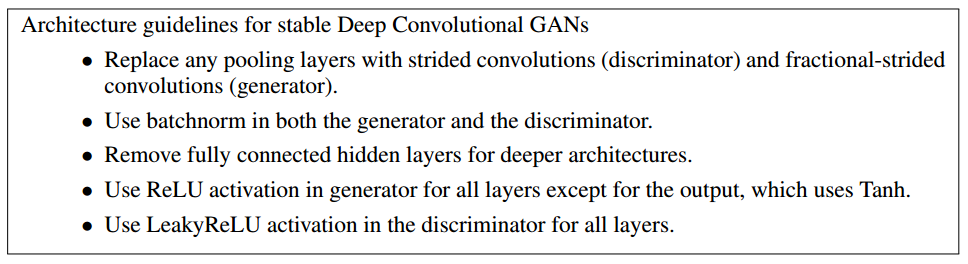 Architecture guidelines for stable Deep Convolutional GANs
• Replace any pooling layers with strided convolutions (discriminator) and fractional-strided
convolutions (generator).
• Use batchnorm in both the generator and the discriminator.
• Remove fully connected hidden layers for deeper architectures.
• Use ReLU activation in generator for all layers except for the output, which uses Tanh.
• Use LeakyReLU activation in the discriminator for all layers.